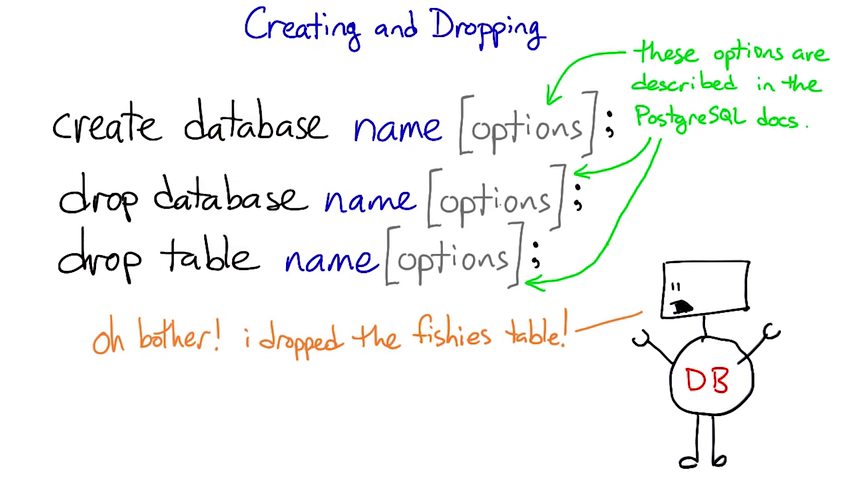 Creating and Dropping
these options are
described in the
PostgreSQL docs.
create database name [options];
drop database name [options];
drop table name [options];
oh bother! i dropped the fishies table!
DB